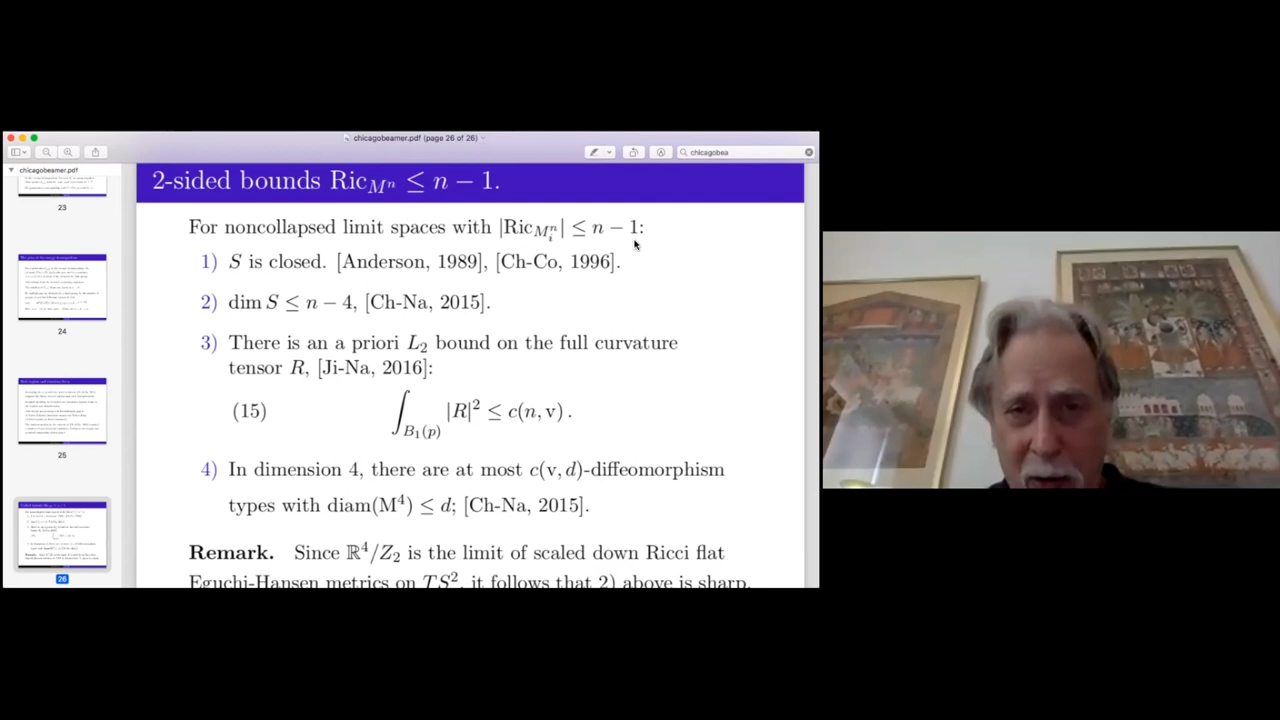 chicagobeamer.pdf (page 26 of 26)
chicagobea
chicagobeamer.pdf
23
24
25
26
2-sided bounds Ric_{M^n} ≤ n − 1.
For noncollapsed limit spaces with |Ric_{M_i^n}| ≤ n − 1:
1) S is closed. [Anderson, 1989], [Ch-Co, 1996].
2) dim S ≤ n − 4, [Ch-Na, 2015].
3) There is an a priori L_2 bound on the full curvature
tensor R, [Ji-Na, 2016]:
(15) ∫_{B_1(p)} |R|^2 ≤ c(n, v) .
4) In dimension 4, there are at most c(v, d)-diffeomorphism
types with diam(M^4) ≤ d; [Ch-Na, 2015].
Remark. Since ℝ^4/Z_2 is the limit of scaled down Ricci flat
Eguchi-Hansen metrics on TS^2, it follows that 2) above is sharp.